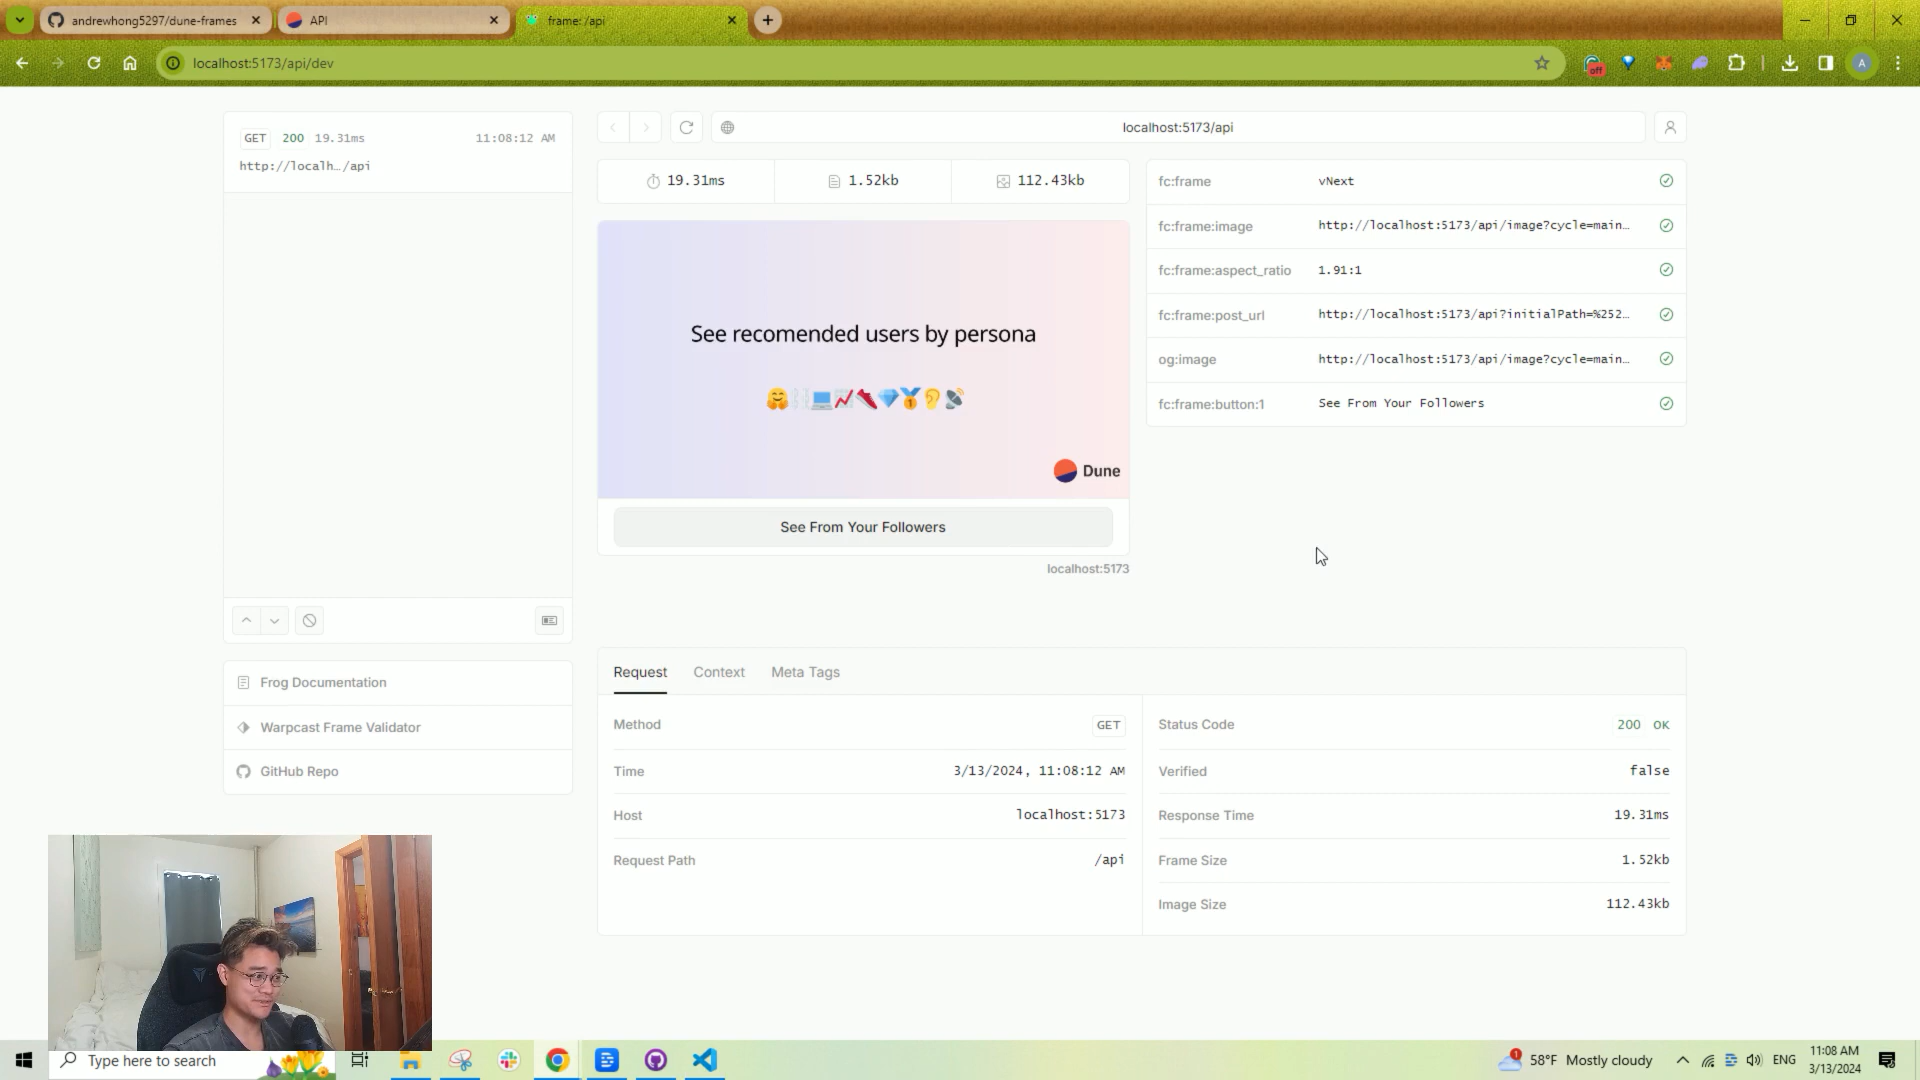 andrewhong5297/dune-frames
API
frame: /api
localhost:5173/api/dev
off
A
GET 200 19.31ms 11:08:12 AM
http://localh…/api
localhost:5173/api
19.31ms 1.52kb 112.43kb
fc:frame vNext
fc:frame:image http://localhost:5173/api/image?cycle=main…
fc:frame:aspect_ratio 1.91:1
fc:frame:post_url http://localhost:5173/api?initialPath=%252…
og:image http://localhost:5173/api/image?cycle=main…
fc:frame:button:1 See From Your Followers
See recomended users by persona
Dune
See From Your Followers
localhost:5173
Frog Documentation
Warpcast Frame Validator
GitHub Repo
Request Context Meta Tags
Method GET
Time 3/13/2024, 11:08:12 AM
Host localhost:5173
Request Path /api
Status Code 200 OK
Verified false
Response Time 19.31ms
Frame Size 1.52kb
Image Size 112.43kb
Type here to search
1
58°F Mostly cloudy
ENG
11:08 AM
3/13/2024